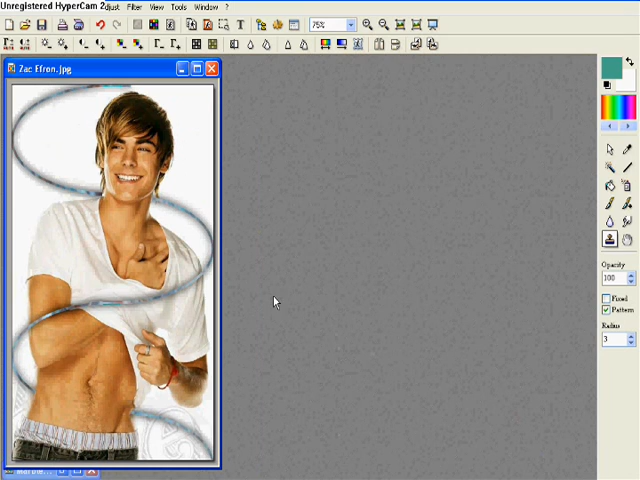 Unregistered HyperCam 2
djust Filter View Tools Window ?
75%
Zac Efron.jpg
Opacity
100
Fixed
Pattern
Radius
3